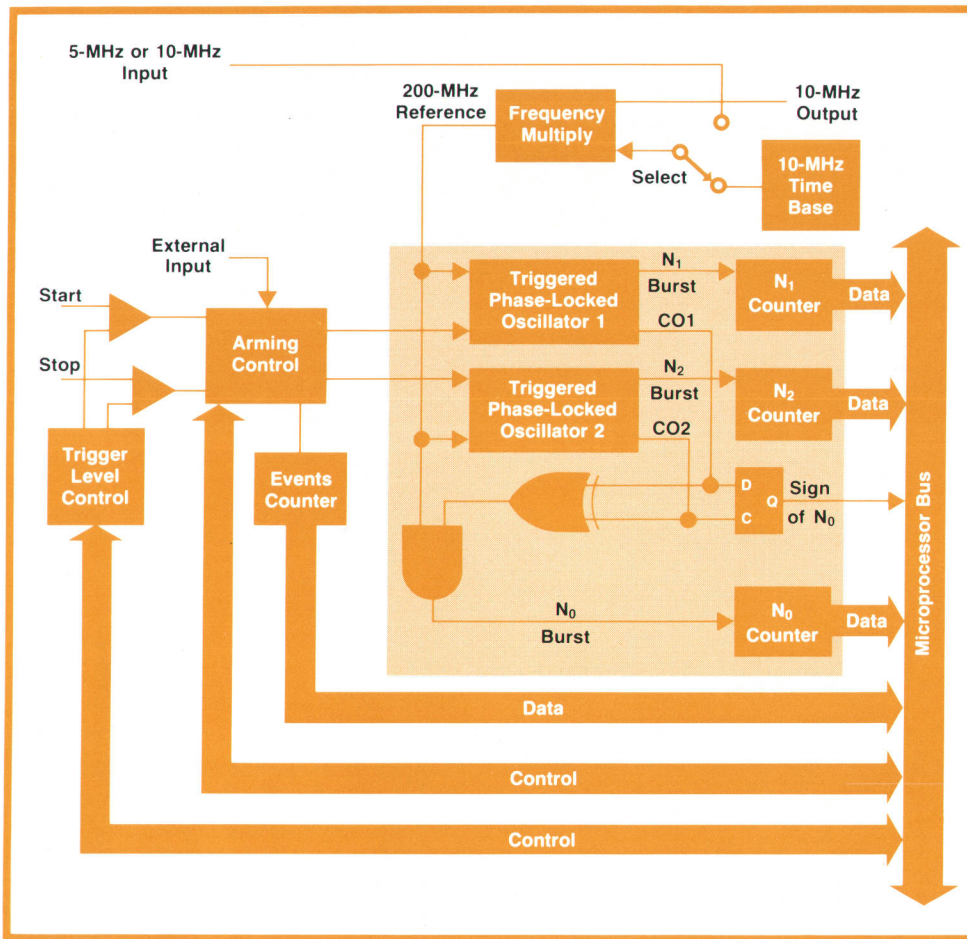 5-MHz or 10-MHz
Input
200-MHz
Reference
Frequency
Multiply
10-MHz
Output
Select
10-MHz
Time
Base
External
Input
Start
Stop
Arming
Control
Trigger
Level
Control
Events
Counter
Triggered
Phase-Locked
Oscillator 1
N₁
Burst
CO1
N₁
Counter
Data
Triggered
Phase-Locked
Oscillator 2
N₂
Burst
CO2
N₂
Counter
Data
D
Q
C
Sign
of N₀
N₀
Burst
N₀
Counter
Data
Microprocessor Bus
Data
Control
Control